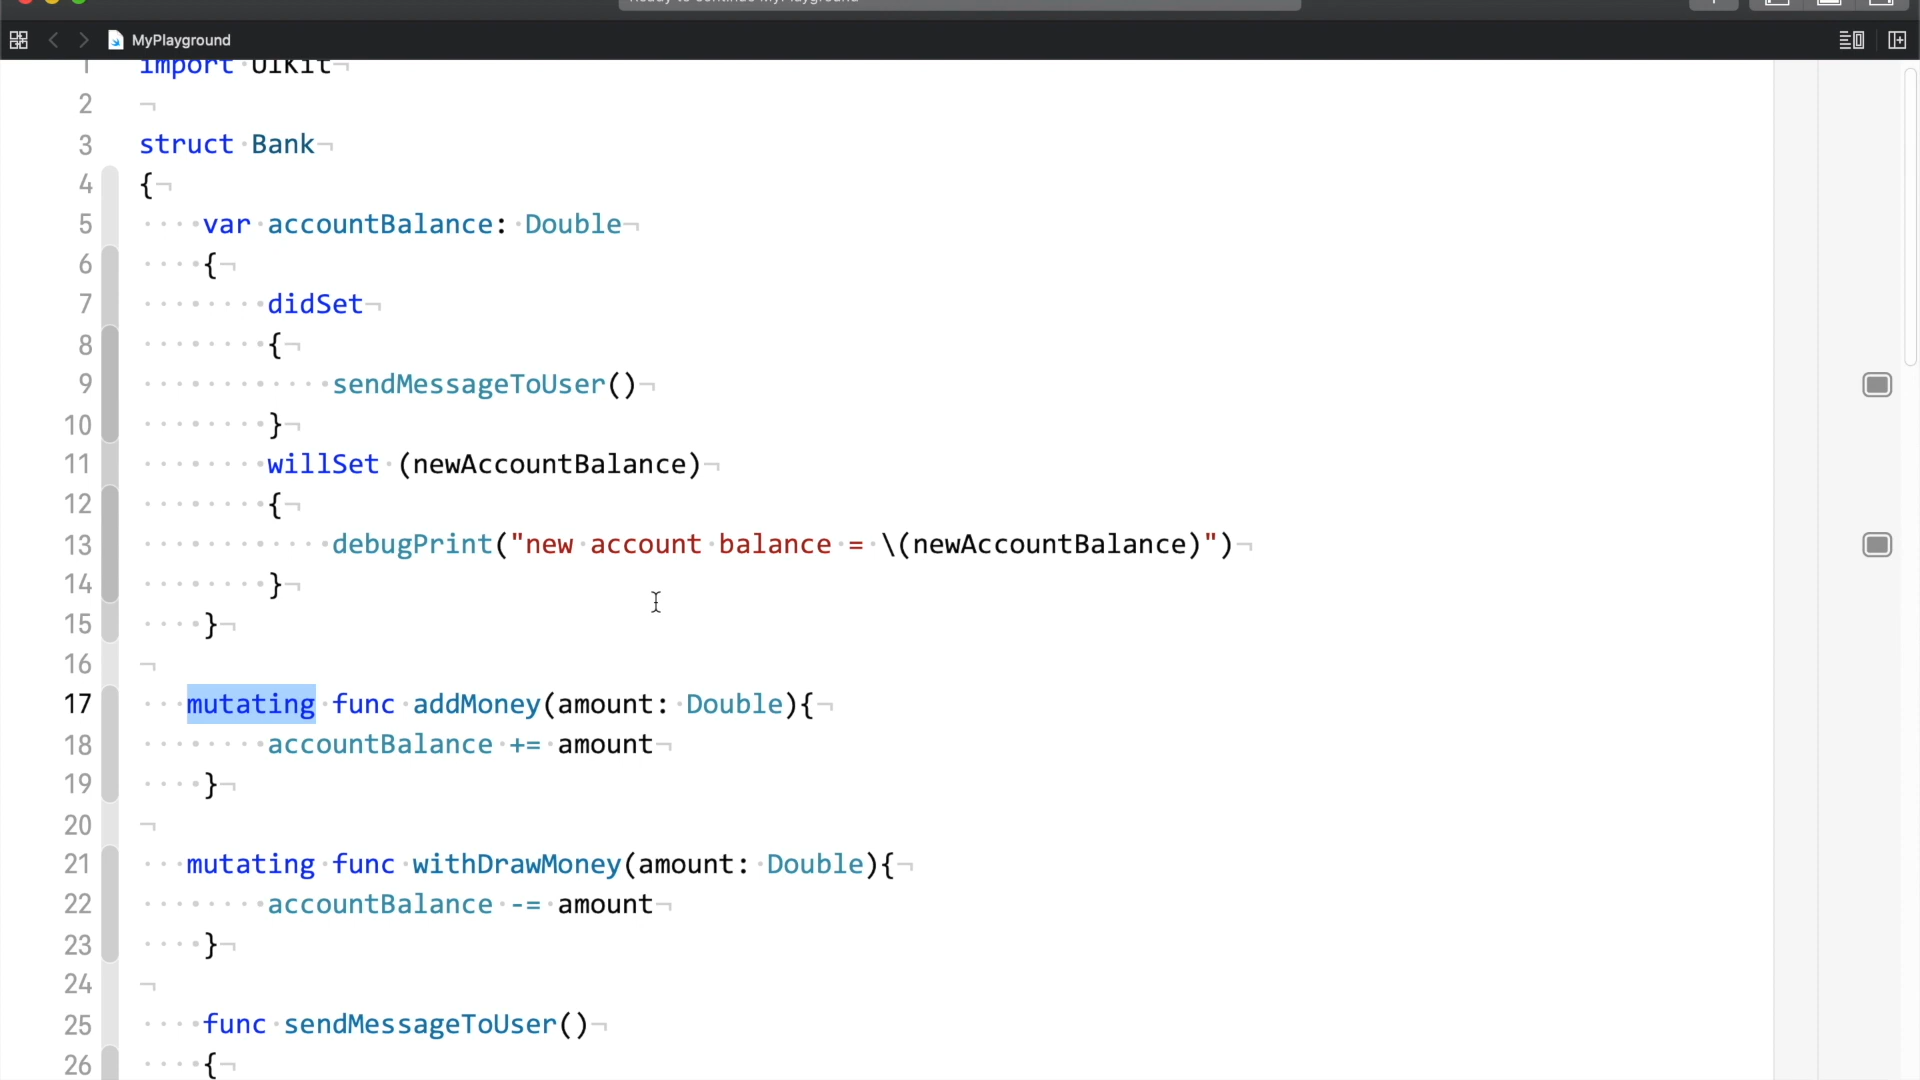 MyPlayground
1 import UIKit
2
3 struct Bank
4 {
5 var accountBalance: Double
6 {
7 didSet
8 {
9 sendMessageToUser()
10 }
11 willSet (newAccountBalance)
12 {
13 debugPrint("new account balance = \(newAccountBalance)")
14 }
15 }
16
17 mutating func addMoney(amount: Double){
18 accountBalance += amount
19 }
20
21 mutating func withDrawMoney(amount: Double){
22 accountBalance -= amount
23 }
24
25 func sendMessageToUser()
26 {